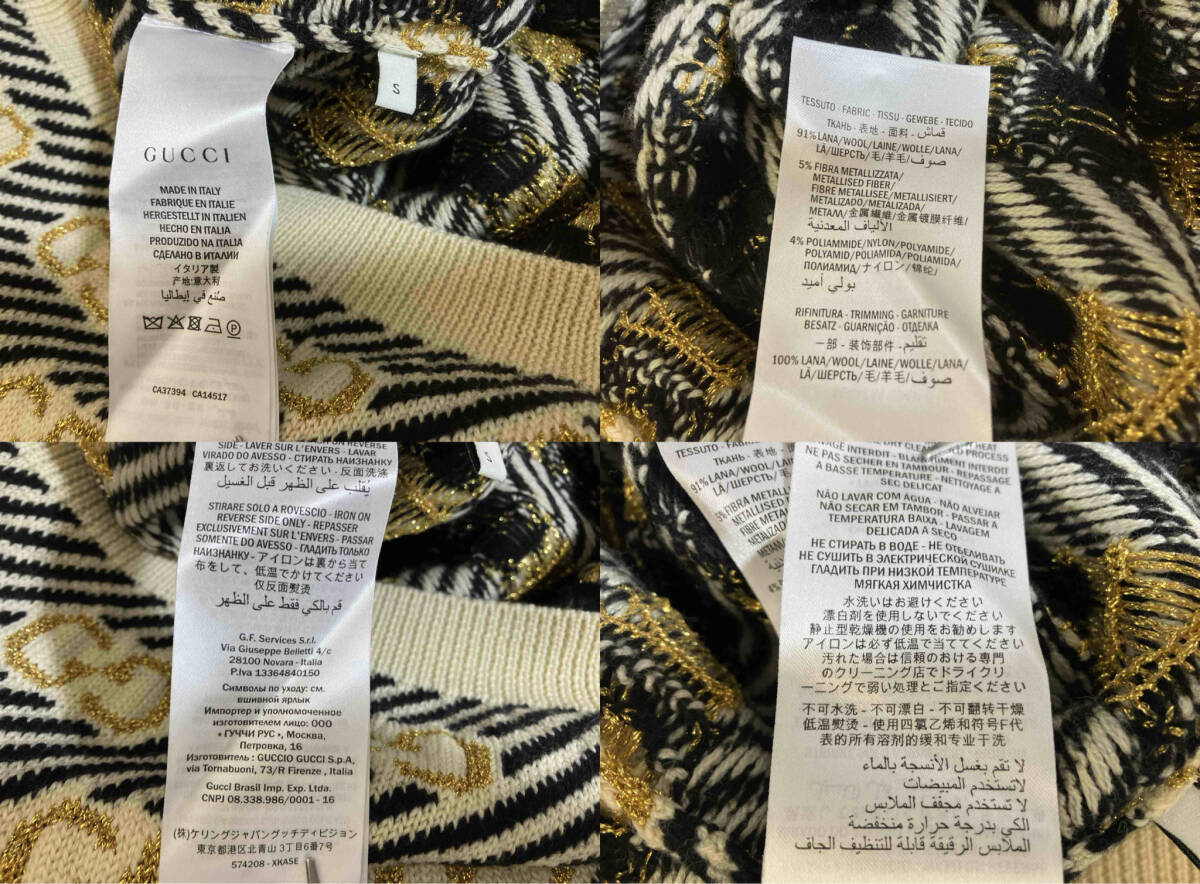 GUCCI
MADE IN ITALY
FABRIQUE EN ITALIE
HERGESTELLT IN ITALIEN
HECHO EN ITALIA
PRODUZIDO NA ITALIA
СДЕЛАНО В ИТАЛИИ
イタリア製
产地:意大利
صنع في إيطاليا
CA37394 CA14517
S
TESSUTO - FABRIC - TISSU - GEWEBE - TECIDO
ТКАНЬ - 表地 - 面料 - قماش
91% LANA/WOOL/LAINE/WOLLE/LANA/
LÃ/ШЕРСТЬ/毛/羊毛/صوف
5% FIBRA METALLIZZATA/
METALLISED FIBER/
FIBRE METALLISEE/METALLISIERT/
METALIZADO/METALIZADA/
МЕТАЛЛ/金属繊維/金属镀膜纤维/
الألياف المعدنية
4% POLIAMMIDE/NYLON/POLYAMIDE/
POLYAMID/POLIAMIDA/POLIAMIDA/
ПОЛИАМИД/ナイロン/锦纶/
بولي أميد
RIFINITURA - TRIMMING - GARNITURE
BESATZ - GUARNIÇÃO - ОТДЕЛКА
一部 - 装饰部件 - تقليم
100% LANA/WOOL/LAINE/WOLLE/LANA/
LÃ/ШЕРСТЬ/毛/羊毛/صوف
SIDE - LAVER SUR L'ENVERS - LAVAR
VIRADO DO AVESSO - СТИРАТЬ НАИЗНАНКУ
裏返してお洗いください - 反面洗涤
يُقلب على الظهر قبل الغسيل
STIRARE SOLO A ROVESCIO - IRON ON
REVERSE SIDE ONLY - REPASSER
EXCLUSIVEMENT SUR L'ENVERS - PASSAR
SOMENTE DO AVESSO - ГЛАДИТЬ ТОЛЬКО
НАИЗНАНКУ - アイロンは裏から当て
布をして、低温でかけてください
仅反面熨烫
قم بالكي فقط على الظهر
G.F. Services S.r.l.
Via Giuseppe Belletti 4/c
28100 Novara - Italia
P.Iva 13364840150
Символы по уходу: см.
вшивной ярлык
Импортер и уполномоченное
изготовителем лицо: ООО
«ГУЧЧИ РУС», Москва,
Петровка, 16
Изготовитель : GUCCIO GUCCI S.p.A,
via Tornabuoni, 73/R Firenze , Italia
Gucci Brasil Imp. Exp. Ltda.
CNPJ 08.338.986/0001 - 16
(株)ケリングジャパングッチディビジョン
東京都港区北青山 3丁目6番7号
574208 - XKASE
S
TESSUTO - FABRIC
ТКАНЬ - 表地 - 面
91% LANA/WOOL/LAIN
LÃ/ШЕРСТЬ/毛/
5% FIBRA METALL
METALLISED F
FIBRE METAL
METALIZAD
NE PAS SECHER EN TAMBOUR - REPASSAGE
A BASSE TEMPERATURE - NETTOYAGE A
SEC DELICAT
NÃO LAVAR COM ÁGUA - NÃO ALVEJAR
NÃO SECAR EM TAMBOR - PASSAR A
TEMPERATURA BAIXA - LAVAGEM
DELICADA A SECO
НЕ СТИРАТЬ В ВОДЕ - НЕ ОТБЕЛИВАТЬ
НЕ СУШИТЬ В ЭЛЕКТРИЧЕСКОЙ СУШИЛКЕ
ГЛАДИТЬ ПРИ НИЗКОЙ ТЕМПЕРАТУРЕ
МЯГКАЯ ХИМЧИСТКА
水洗いはお避けください
漂白剤を使用しないでください
静止型乾燥機の使用をお勧めします
アイロンは必ず低温で当ててください
汚れた場合は信頼のおける専門
のクリーニング店でドライクリ
ーニングで弱い処理とご指定ください
不可水洗 - 不可漂白 - 不可翻转干燥
低温熨烫 - 使用四氯乙烯和符号F代
表的所有溶剂的缓和专业干洗
لا تقم بغسل الأنسجة بالماء
لاتستخدم المبيضات
لا تستخدم مجفف الملابس
الكي بدرجة حرارة منخفضة
الملابس الرقيقة قابلة للتنظيف الجاف